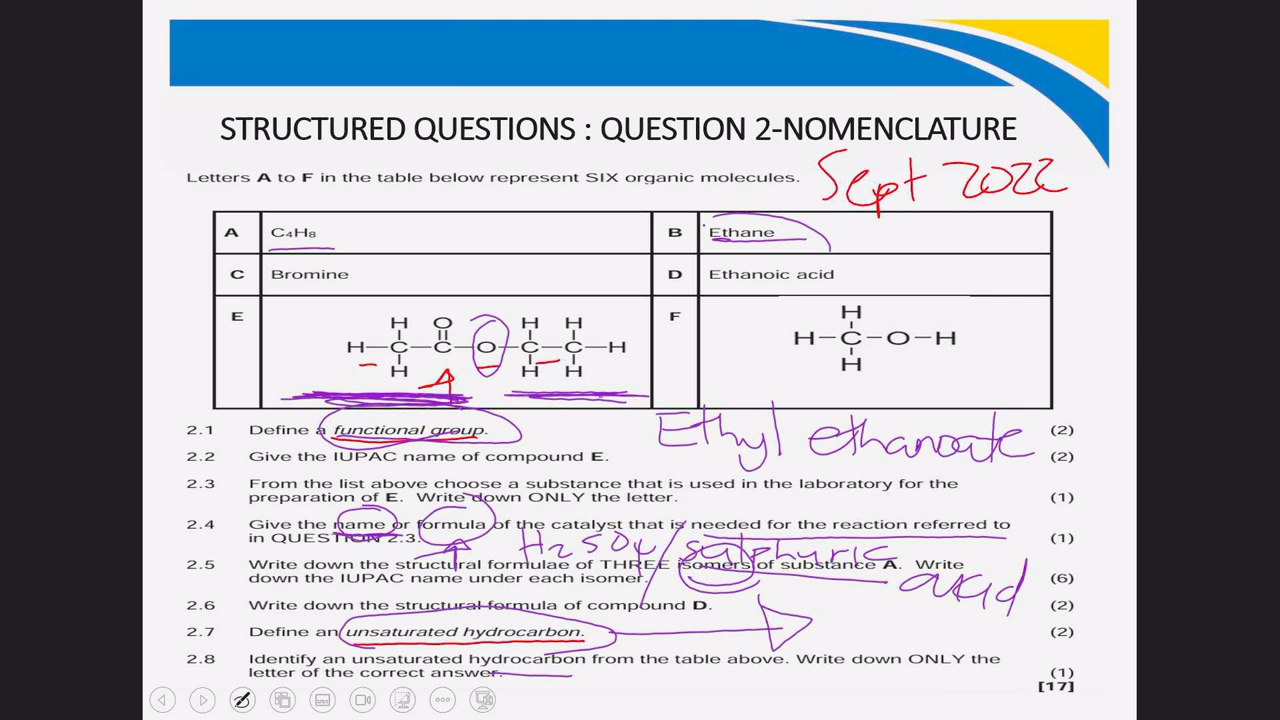 STRUCTURED QUESTIONS : QUESTION 2-NOMENCLATURE
Letters A to F in the table below represent SIX organic molecules.
Sept 2022
A C₄H₈ B Ethane
C Bromine D Ethanoic acid
E F
H O H H H
H–C–C–O–C–C–H H–C–O–H
H H H H
2.1 Define a functional group. (2)
Ethyl ethanoate
2.2 Give the IUPAC name of compound E. (2)
2.3 From the list above choose a substance that is used in the laboratory for the
preparation of E. Write down ONLY the letter. (1)
2.4 Give the name or formula of the catalyst that is needed for the reaction referred to
in QUESTION 2.3. (1)
H2SO4/sulphuric
acid
2.5 Write down the structural formulae of THREE isomers of substance A. Write
down the IUPAC name under each isomer. (6)
2.6 Write down the structural formula of compound D. (2)
2.7 Define an unsaturated hydrocarbon. (2)
2.8 Identify an unsaturated hydrocarbon from the table above. Write down ONLY the
letter of the correct answer. (1)
[17]